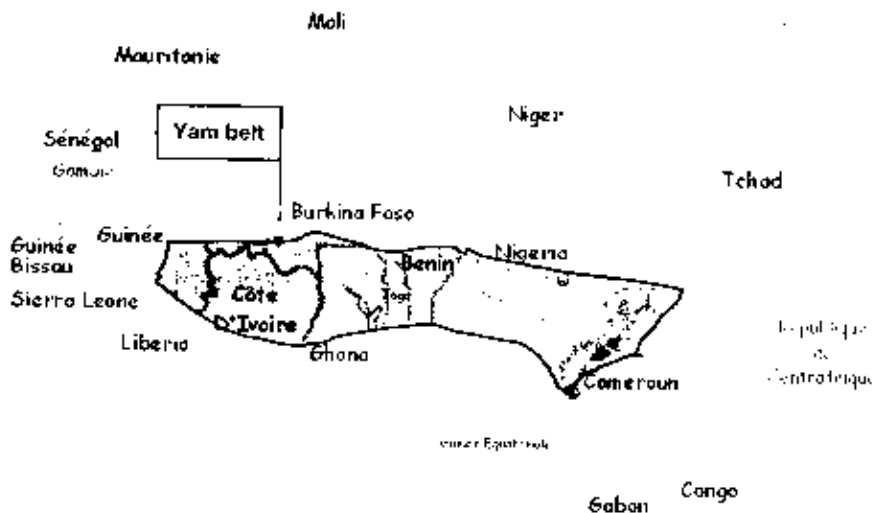 Mali
Mauritanie
Niger
Yam belt
Sénégal
Tchad
Burkina Faso
Guinée
Guinée
Bissau
Nigeria
Benin
Togo
Côte
D'Ivoire
Sierra Leone
Liberia
Ghana
Cameroun
Gabon
Congo